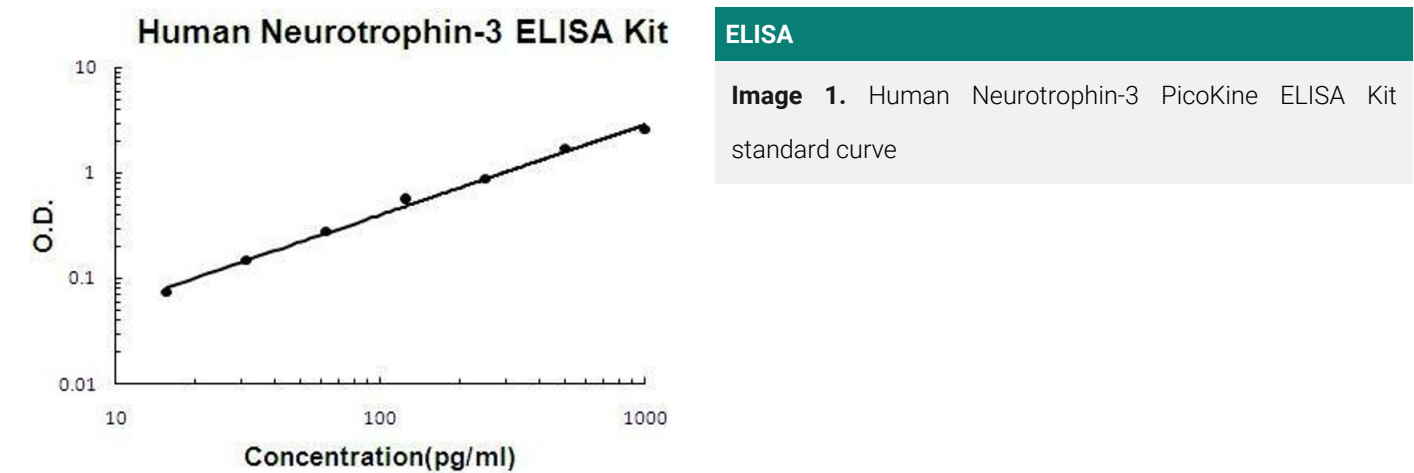 Human Neurotrophin-3 ELISA Kit
10
1
0.1
0.01
O.D.
10 100 1000
Concentration(pg/ml)
ELISA
Image 1. Human Neurotrophin-3 PicoKine ELISA Kit
standard curve